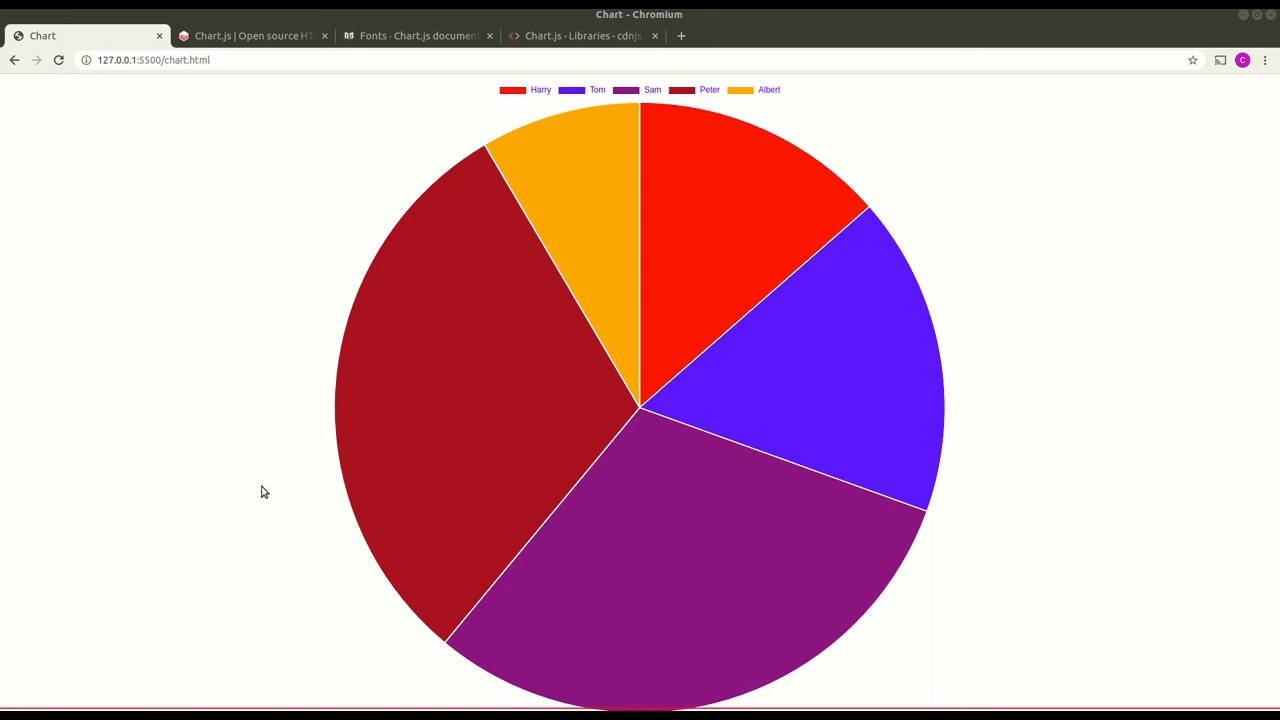 Chart - Chromium
Chart
Chart.js | Open source HT
Fonts · Chart.js document
Chart.js - Libraries - cdnjs
127.0.0.1:5500/chart.html
C
Harry Tom Sam Peter Albert